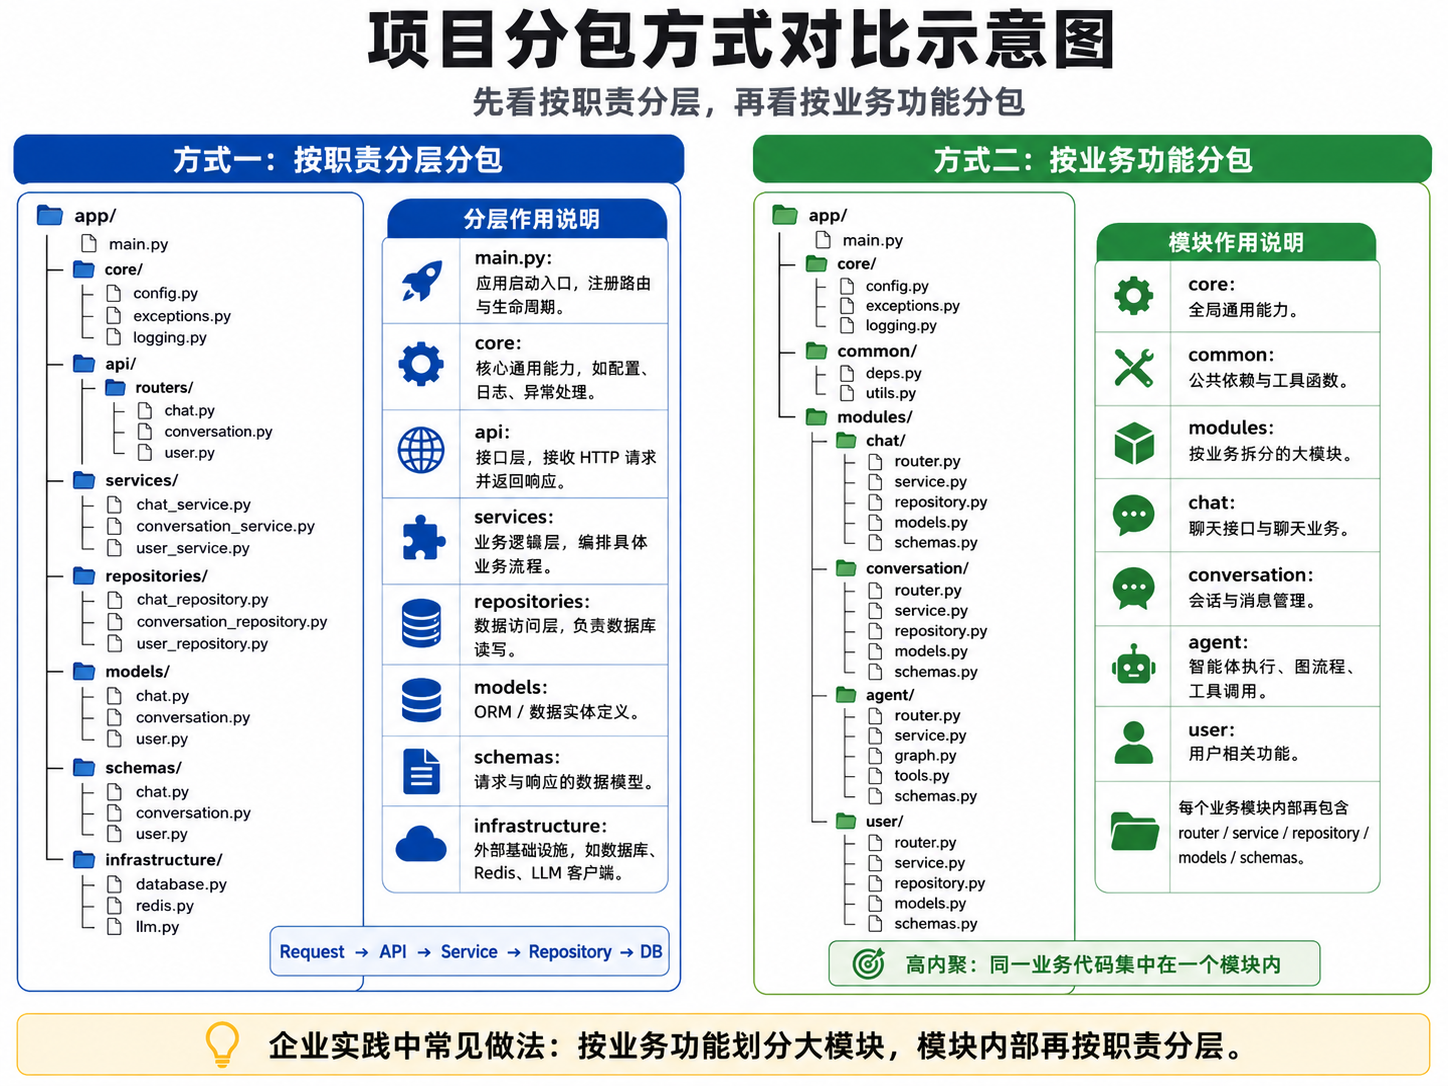 项目分包方式对比示意图
先看按职责分层，再看按业务功能分包
方式一：按职责分层分包
app/
main.py
core/
config.py
exceptions.py
logging.py
api/
routers/
chat.py
conversation.py
user.py
services/
chat_service.py
conversation_service.py
user_service.py
repositories/
chat_repository.py
conversation_repository.py
user_repository.py
models/
chat.py
conversation.py
user.py
schemas/
chat.py
conversation.py
user.py
infrastructure/
database.py
redis.py
llm.py
分层作用说明
main.py：
应用启动入口，注册路由
与生命周期。
core：
核心通用能力，如配置、
日志、异常处理。
api：
接口层，接收 HTTP 请求
并返回响应。
services：
业务逻辑层，编排具体
业务流程。
repositories：
数据访问层，负责数据库
读写。
models：
ORM / 数据实体定义。
schemas：
请求与响应的数据模型。
infrastructure：
外部基础设施，如数据库、
Redis、LLM 客户端。
Request → API → Service → Repository → DB
方式二：按业务功能分包
app/
main.py
core/
config.py
exceptions.py
logging.py
common/
deps.py
utils.py
modules/
chat/
router.py
service.py
repository.py
models.py
schemas.py
conversation/
router.py
service.py
repository.py
models.py
schemas.py
agent/
router.py
service.py
graph.py
tools.py
schemas.py
user/
router.py
service.py
repository.py
models.py
schemas.py
模块作用说明
core：
全局通用能力。
common：
公共依赖与工具函数。
modules：
按业务拆分的大模块。
chat：
聊天接口与聊天业务。
conversation：
会话与消息管理。
agent：
智能体执行、图流程、
工具调用。
user：
用户相关功能。
每个业务模块内部再包含
router / service / repository /
models / schemas。
高内聚：同一业务代码集中在一个模块内
企业实践中常见做法：按业务功能划分大模块，模块内部再按职责分层。